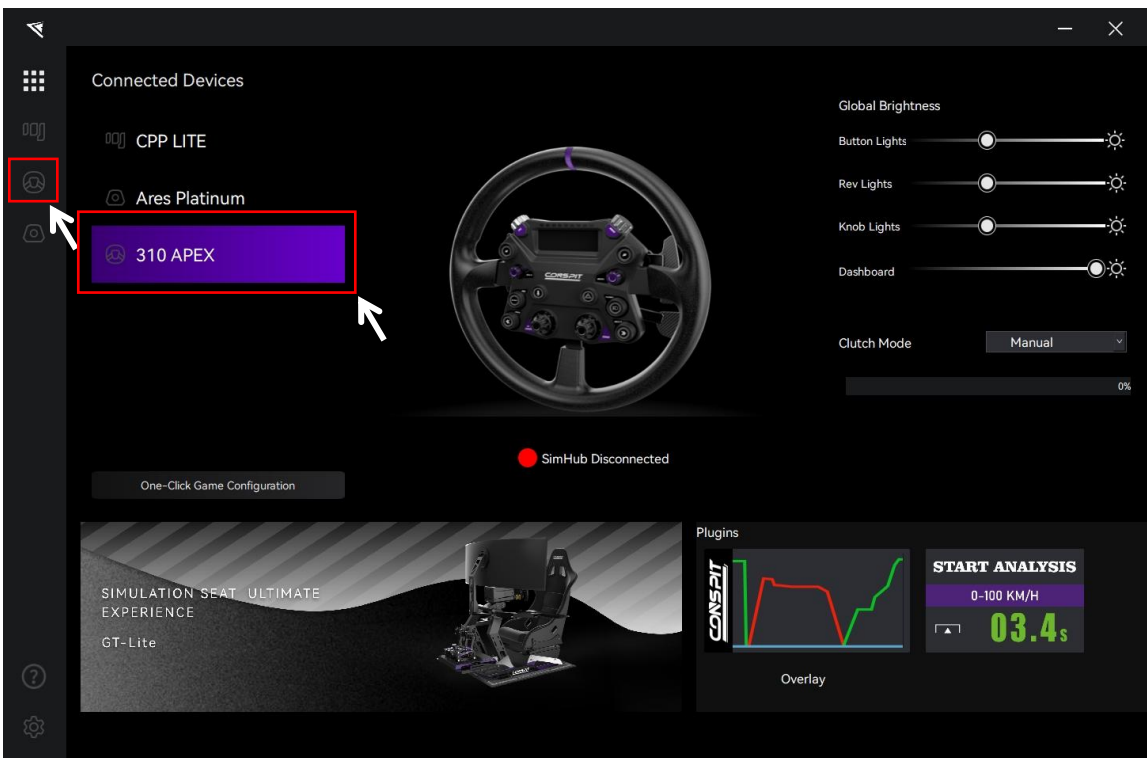 Connected Devices
CPP LITE
Ares Platinum
310 APEX
CONSPIT
Global Brightness
Button Lights
Rev Lights
Knob Lights
Dashboard
Clutch Mode
Manual
0%
SimHub Disconnected
One-Click Game Configuration
SIMULATION SEAT ULTIMATE
EXPERIENCE
GT-Lite
Plugins
CONSPIT
START ANALYSIS
0-100 KM/H
03.4s
Overlay